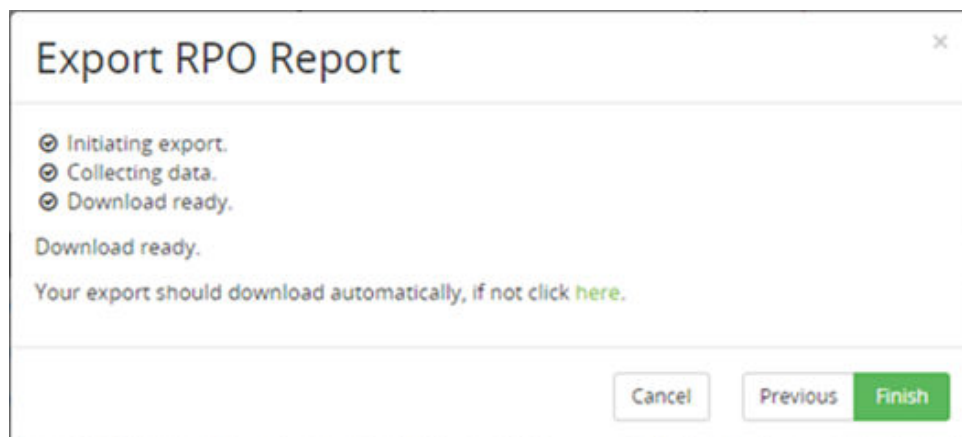 Export RPO Report
×
Initiating export.
Collecting data.
Download ready.
Download ready.
Your export should download automatically, if not click here.
Cancel
Previous
Finish